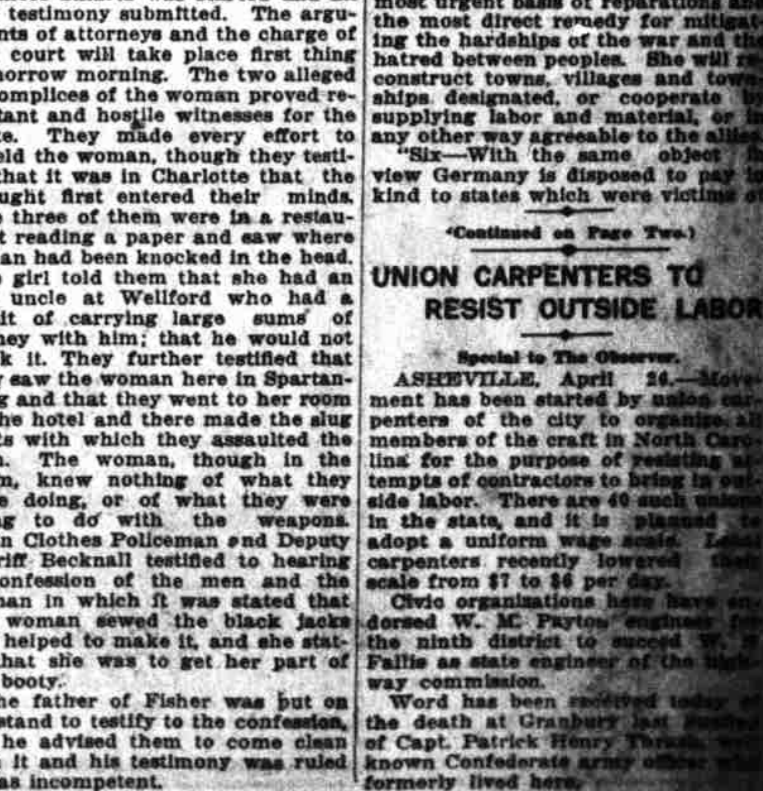 testimony submitted. The argu-
nts of attorneys and the charge of
court will take place first thing
orrow morning. The two alleged
omplices of the woman proved re-
tant and hostile witnesses for the
te. They made every effort to
eld the woman, though they testi-
that it was in Charlotte that the
ught first entered their minds.
three of them were in a restau-
t reading a paper and saw where
an had been knocked in the head.
girl told them that she had an
uncle at Wellford who had a
it of carrying large sums of
ney with him; that he would not
k it. They further testified that
saw the woman here in Spartan-
g and that they went to her room
he hotel and there made the slug
ts with which they assaulted the
The woman, though in the
m, knew nothing of what they
e doing, or of what they were
ng to do with the weapons.
n Clothes Policeman and Deputy
riff Becknall testified to hearing
onfession of the men and the
man in which it was stated that
woman sewed the black jacks
helped to make it, and she stat-
hat she was to get her part of
booty.
he father of Fisher was put on
stand to testify to the confession,
he advised them to come clean
it and his testimony was ruled
as incompetent.
most urgent basis of reparations and
the most direct remedy for mitigat-
ing the hardships of the war and the
hatred between peoples. She will re-
construct towns, villages and town-
ships designated, or cooperate by
supplying labor and material, or in
any other way agreeable to the allies.
"Six—With the same object in
view Germany is disposed to pay in
kind to states which were victims of
(Continued on Page Two.)
UNION CARPENTERS TO
RESIST OUTSIDE LABOR
Special to The Observer.
ASHEVILLE, April 26.—Move-
ment has been started by union car-
penters of the city to organize all
members of the craft in North Caro-
lina for the purpose of resisting at-
tempts of contractors to bring in out-
side labor. There are 40 such unions
in the state, and it is planned to
adopt a uniform wage scale. Local
carpenters recently lowered their
scale from $7 to $6 per day.
Civic organizations here have en-
dorsed W. M. Payton engineer for
the ninth district to suceed W.
Fallis as state engineer of the high-
way commission.
Word has been received today of
the death at Granbury last
of Capt. Patrick Henry
known Confederate army officer who
formerly lived here.